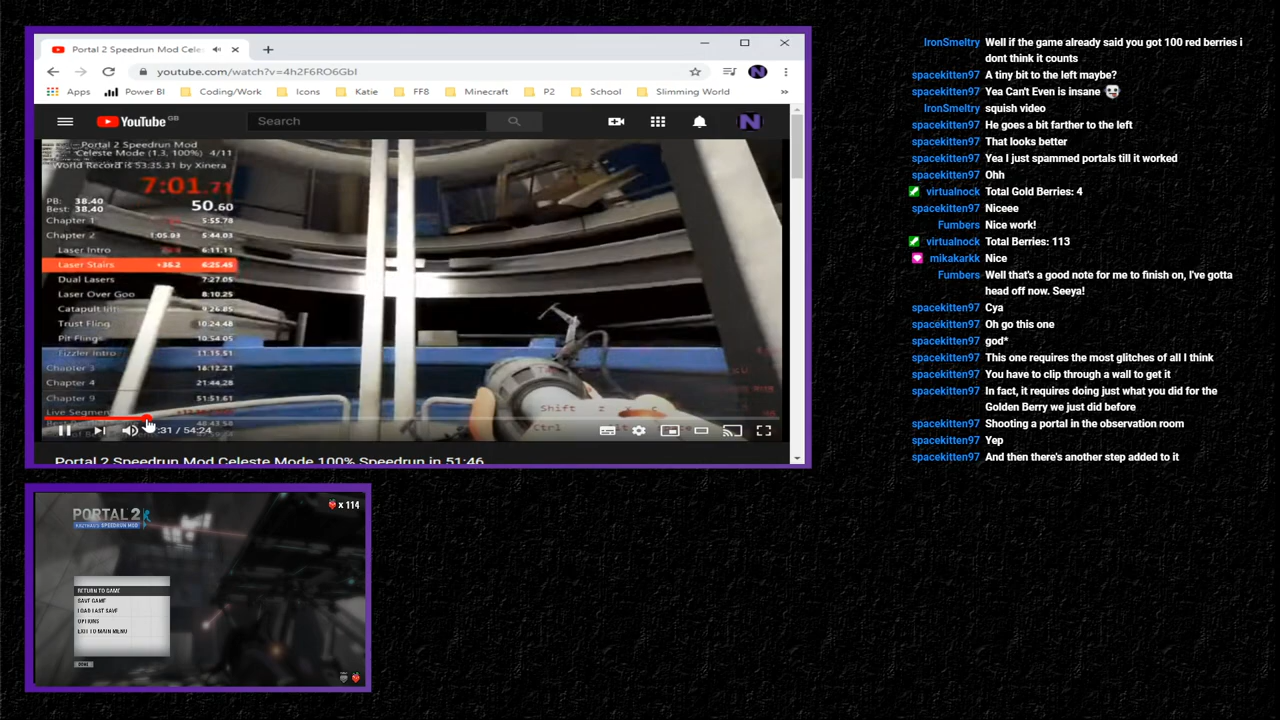 Portal 2 Speedrun Mod Cele
youtube.com/watch?v=4h2F6RO6GbI
Apps
Power BI
Coding/Work
Icons
Katie
FF8
Minecraft
P2
School
Slimming World
»
YouTube GB
Search
N
Portal 2 Speedrun Mod
Celeste Mode (1.3, 100%) 4/11
World Record is 53:35.31 by Xinera
7:01.71
PB: 38.40
Best: 38.40
50.60
Chapter 1 5:55.78
Chapter 2 1:05.93 5:44.03
Laser Intro 6:11.11
Laser Stairs +35.2 6:25.45
Dual Lasers 7:27.05
Laser Over Goo 8:10.25
Catapult Int 9:26.85
Trust Fling 10:24.48
Pit Flings 10:54.05
Fizzler Intro 11:15.51
Chapter 3 16:12.21
Chapter 4 21:44.28
Chapter 9 51:51.61
Live Segment
Shift z x c
Ctrl
:31 / 54:24
Portal 2 Speedrun Mod Celeste Mode 100% Speedrun in 51:46
x 114
PORTAL 2
SPEEDRUN MOD
RETURN TO GAME
SAVE GAME
LOAD LAST SAVE
OPTIONS
EXIT TO MAIN MENU
IronSmeltry Well if the game already said you got 100 red berries i
dont think it counts
spacekitten97 A tiny bit to the left maybe?
spacekitten97 Yea Can't Even is insane
IronSmeltry squish video
spacekitten97 He goes a bit farther to the left
spacekitten97 That looks better
spacekitten97 Yea I just spammed portals till it worked
spacekitten97 Ohh
virtualnock Total Gold Berries: 4
spacekitten97 Niceee
Fumbers Nice work!
virtualnock Total Berries: 113
mikakarkk Nice
Fumbers Well that's a good note for me to finish on, I've gotta
head off now. Seeya!
spacekitten97 Cya
spacekitten97 Oh go this one
spacekitten97 god*
spacekitten97 This one requires the most glitches of all I think
spacekitten97 You have to clip through a wall to get it
spacekitten97 In fact, it requires doing just what you did for the
Golden Berry we just did before
spacekitten97 Shooting a portal in the observation room
spacekitten97 Yep
spacekitten97 And then there's another step added to it